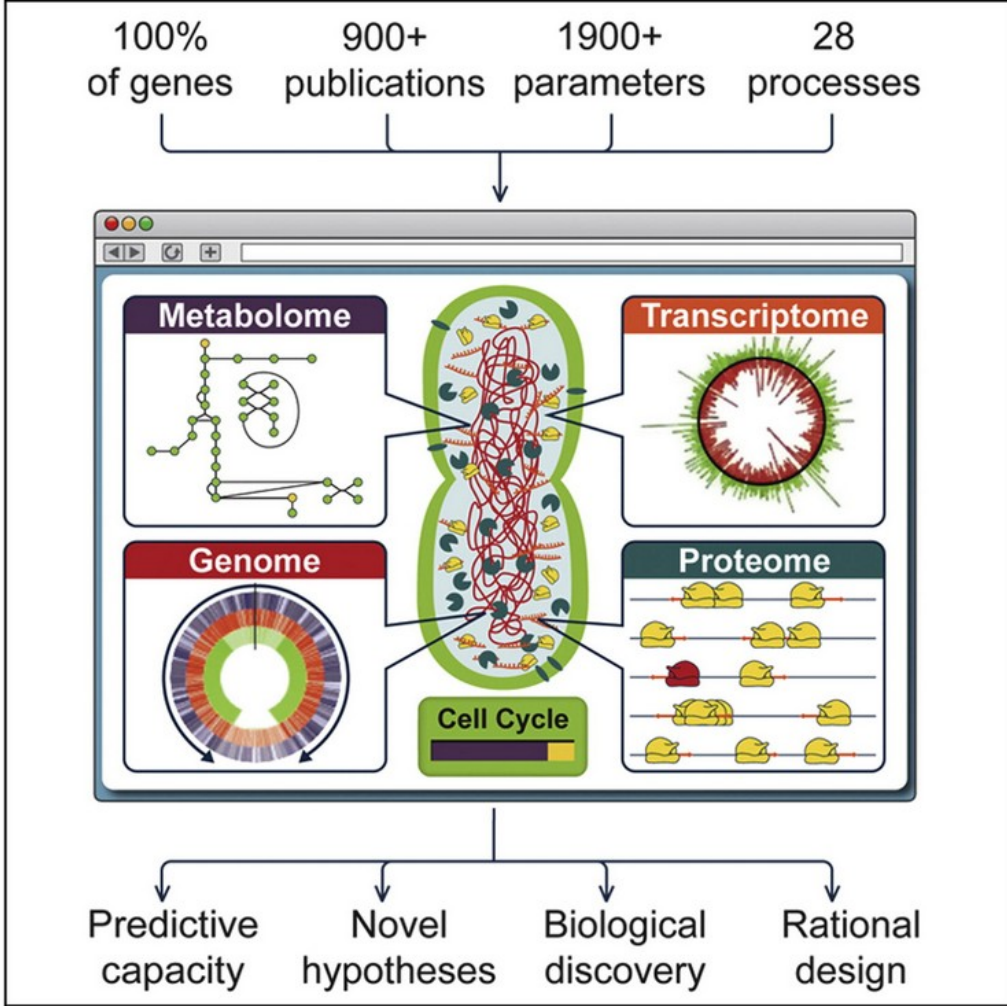 100%
of genes
900+
publications
1900+
parameters
28
processes
Metabolome
Transcriptome
Genome
Proteome
Cell Cycle
Predictive
capacity
Novel
hypotheses
Biological
discovery
Rational
design